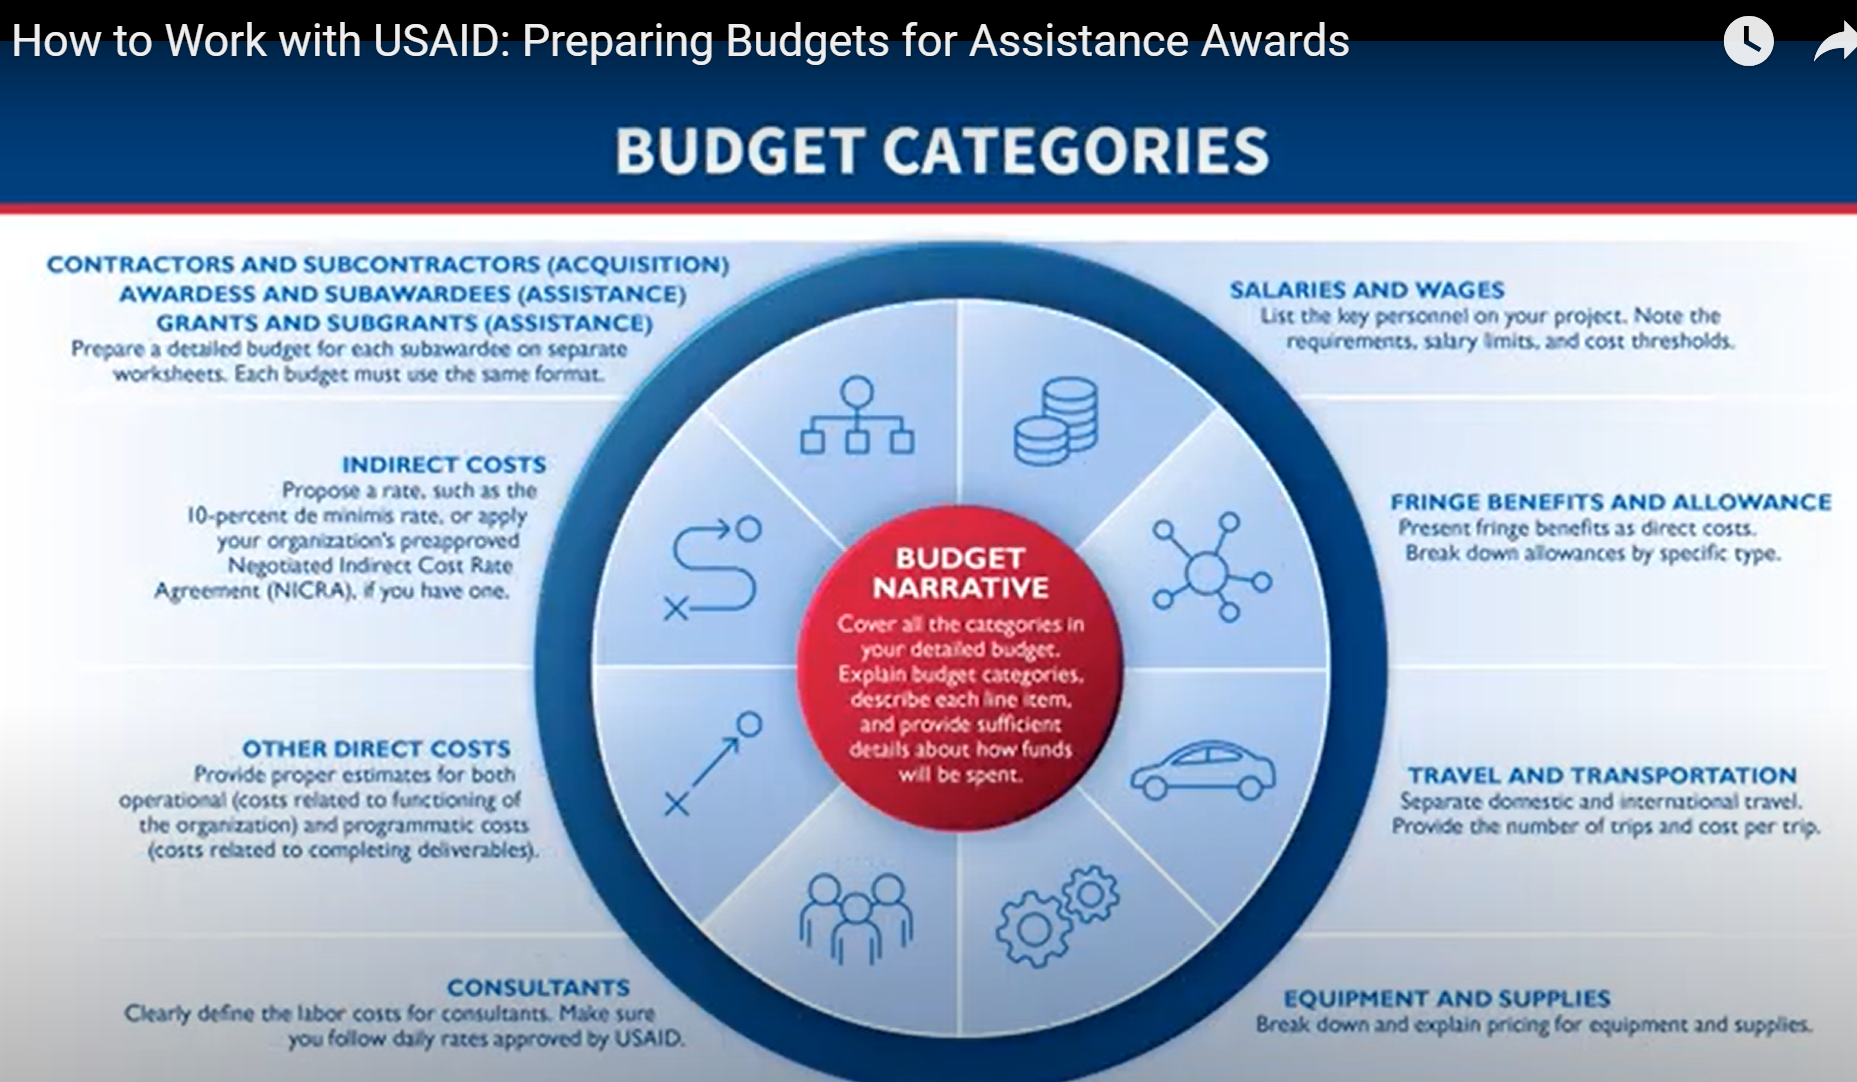 How to Work with USAID: Preparing Budgets for Assistance Awards
BUDGET CATEGORIES
CONTRACTORS AND SUBCONTRACTORS (ACQUISITION)
AWARDESS AND SUBAWARDEES (ASSISTANCE)
GRANTS AND SUBGRANTS (ASSISTANCE)
Prepare a detailed budget for each subawardee on separate
worksheets. Each budget must use the same format.
SALARIES AND WAGES
List the key personnel on your project. Note the
requirements, salary limits, and cost thresholds.
INDIRECT COSTS
Propose a rate, such as the
10-percent de minimis rate, or apply
your organization's preapproved
Negotiated Indirect Cost Rate
Agreement (NICRA), if you have one.
FRINGE BENEFITS AND ALLOWANCE
Present fringe benefits as direct costs.
Break down allowances by specific type.
BUDGET
NARRATIVE
Cover all the categories in
your detailed budget.
Explain budget categories,
describe each line item,
and provide sufficient
details about how funds
will be spent.
OTHER DIRECT COSTS
Provide proper estimates for both
operational (costs related to functioning of
the organization) and programmatic costs
(costs related to completing deliverables).
TRAVEL AND TRANSPORTATION
Separate domestic and international travel.
Provide the number of trips and cost per trip.
CONSULTANTS
Clearly define the labor costs for consultants. Make sure
you follow daily rates approved by USAID.
EQUIPMENT AND SUPPLIES
Break down and explain pricing for equipment and supplies.